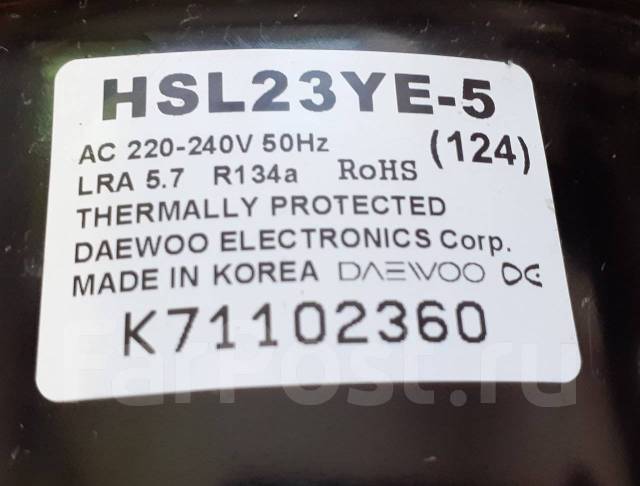 HSL23YE-5
AC 220-240V 50Hz (124)
LRA 5.7 R134a RoHS
THERMALLY PROTECTED
DAEWOO ELECTRONICS Corp.
MADE IN KOREA DAEWOO
K71102360
FarPost.ru